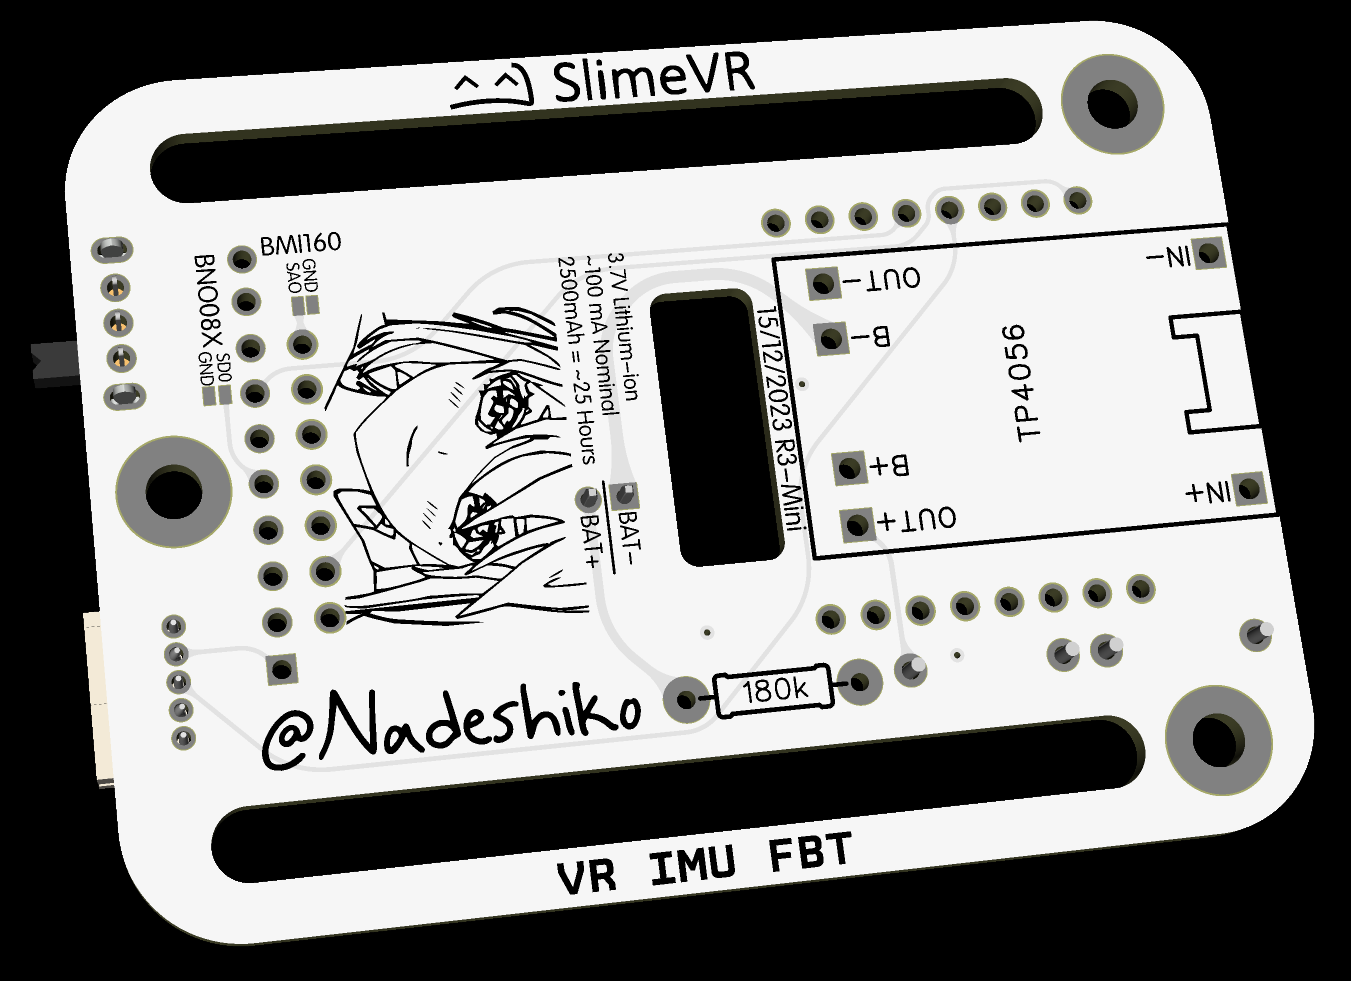 SlimeVR
BMI160
GND
SAO
BNO08X
SDO
GND
3.7V Lithium-ion
~100 mA Nominal
2500mAh = ~25 Hours
BAT-
BAT+
15/12/2023 R3-Mini
OUT-
B-
B+
OUT+
TP4056
IN-
IN+
180k
@Nadeshiko
VR IMU FBT